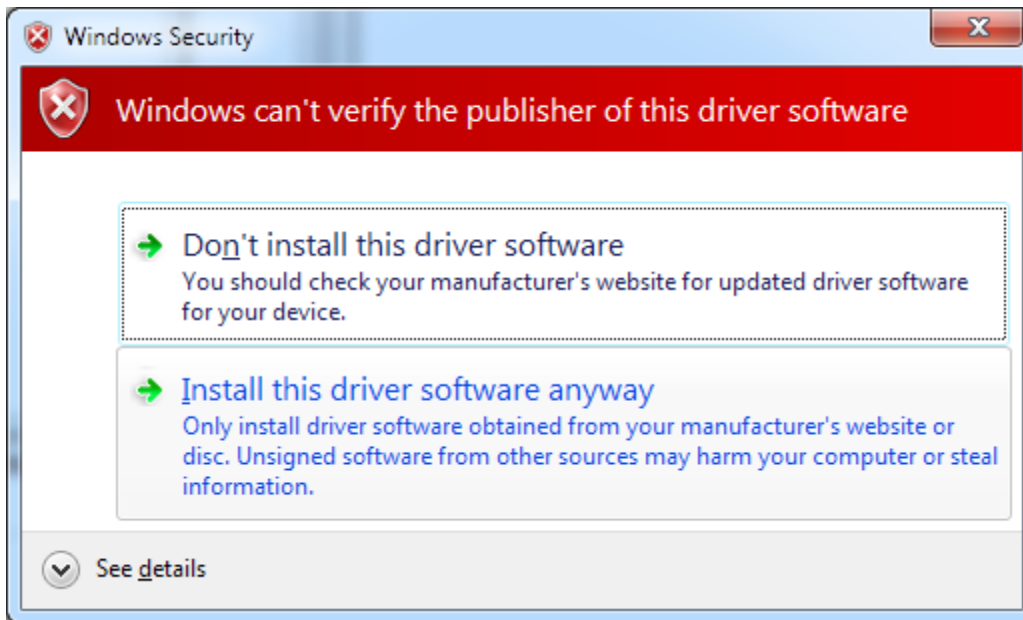 Windows Security
Windows can't verify the publisher of this driver software
Don't install this driver software
You should check your manufacturer's website for updated driver software
for your device.
Install this driver software anyway
Only install driver software obtained from your manufacturer's website or
disc. Unsigned software from other sources may harm your computer or steal
information.
See details